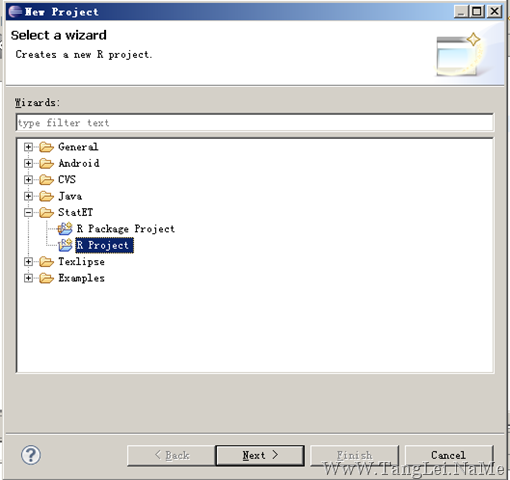 New Project
Select a wizard
Creates a new R project.
Wizards:
type filter text
General
Android
CVS
Java
StatET
R Package Project
R Project
Texlipse
Examples
< Back
Next >
Finish
Cancel
WwW.TangLei.NaMe